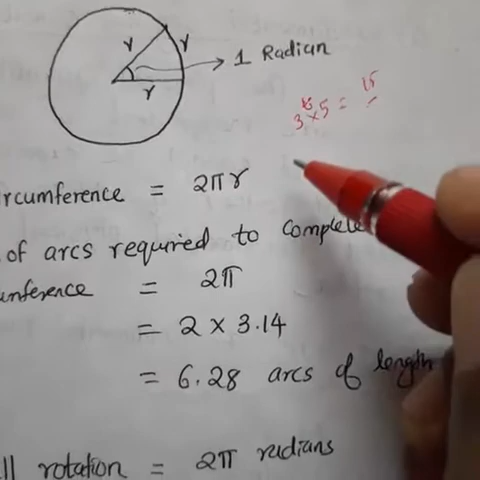 r r
1 Radian
r
3 × 5 = 15
rcumference = 2πr
of arcs required to complete
unference = 2π
= 2 × 3.14
= 6.28 arcs of length
ll rotation = 2π radians